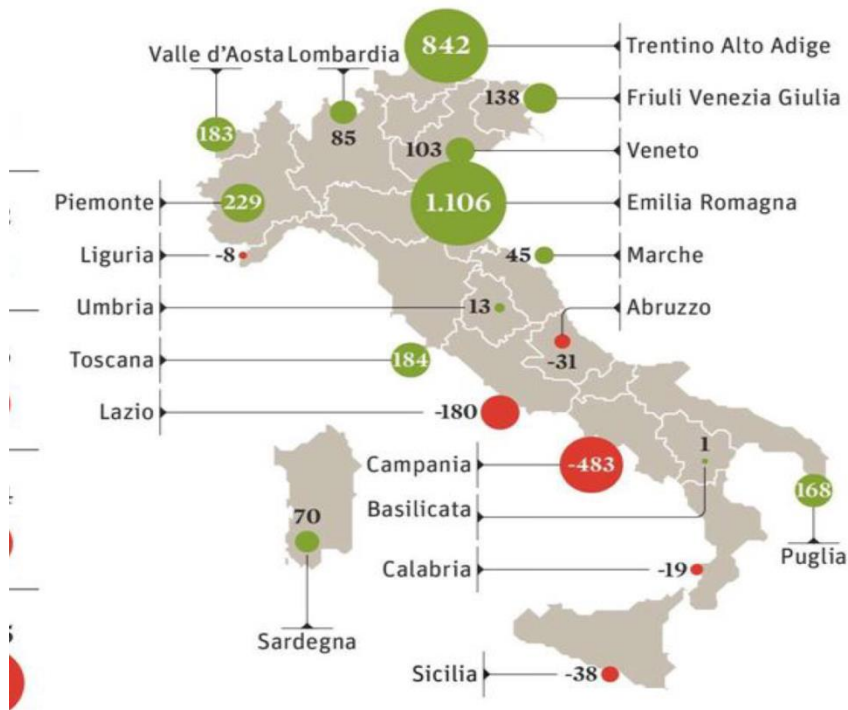 842
Trentino Alto Adige
Valle d'Aosta
Lombardia
138
Friuli Venezia Giulia
183
85
103
Veneto
Piemonte
229
1.106
Emilia Romagna
Liguria
-8
45
Marche
Umbria
13
Abruzzo
-31
Toscana
184
Lazio
-180
Campania
-483
1
168
Basilicata
70
Puglia
Calabria
-19
Sardegna
Sicilia
-38